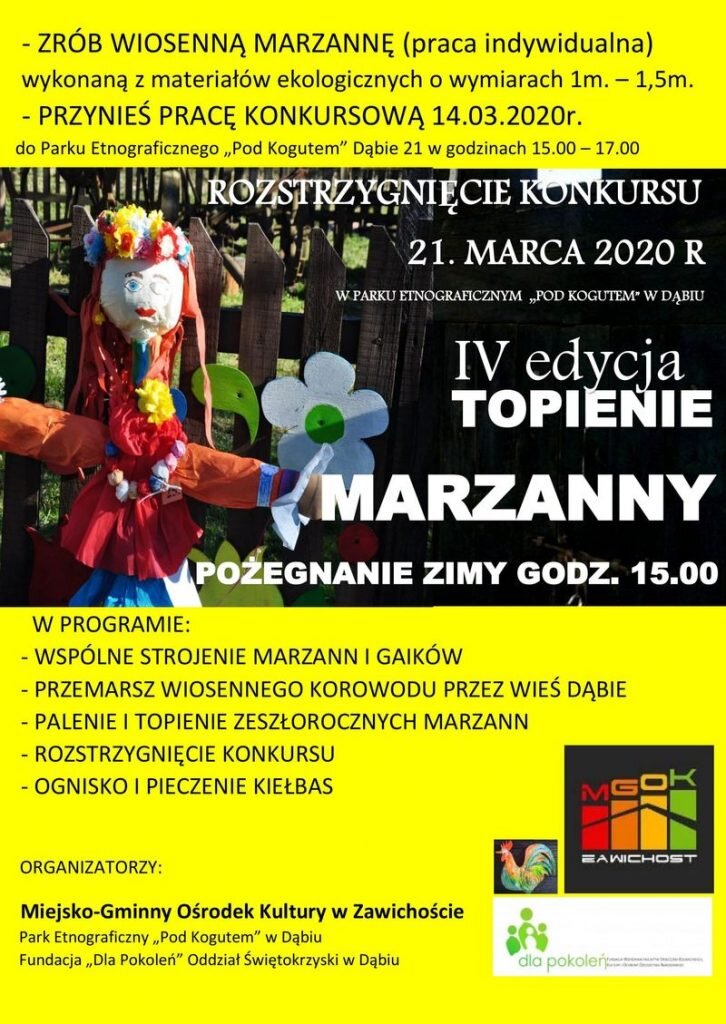 - ZRÓB WIOSENNĄ MARZANNĘ (praca indywidualna)
wykonaną z materiałów ekologicznych o wymiarach 1m. – 1,5m.
- PRZYNIEŚ PRACĘ KONKURSOWĄ 14.03.2020r.
do Parku Etnograficznego „Pod Kogutem” Dąbie 21 w godzinach 15.00 – 17.00
ROZSTRZYGNIĘCIE KONKURSU
21. MARCA 2020 R
W PARKU ETNOGRAFICZNYM „POD KOGUTEM” W DĄBIU
IV edycja
TOPIENIE
MARZANNY
POŻEGNANIE ZIMY GODZ. 15.00
W PROGRAMIE:
- WSPÓLNE STROJENIE MARZANN I GAIKÓW
- PRZEMARSZ WIOSENNEGO KOROWODU PRZEZ WIEŚ DĄBIE
- PALENIE I TOPIENIE ZESZŁOROCZNYCH MARZANN
- ROZSTRZYGNIĘCIE KONKURSU
- OGNISKO I PIECZENIE KIEŁBAS
MGOK
ZAWICHOST
ORGANIZATORZY:
Miejsko-Gminny Ośrodek Kultury w Zawichoście
Park Etnograficzny „Pod Kogutem” w Dąbiu
Fundacja „Dla Pokoleń” Oddział Świętokrzyski w Dąbiu
dla pokoleń